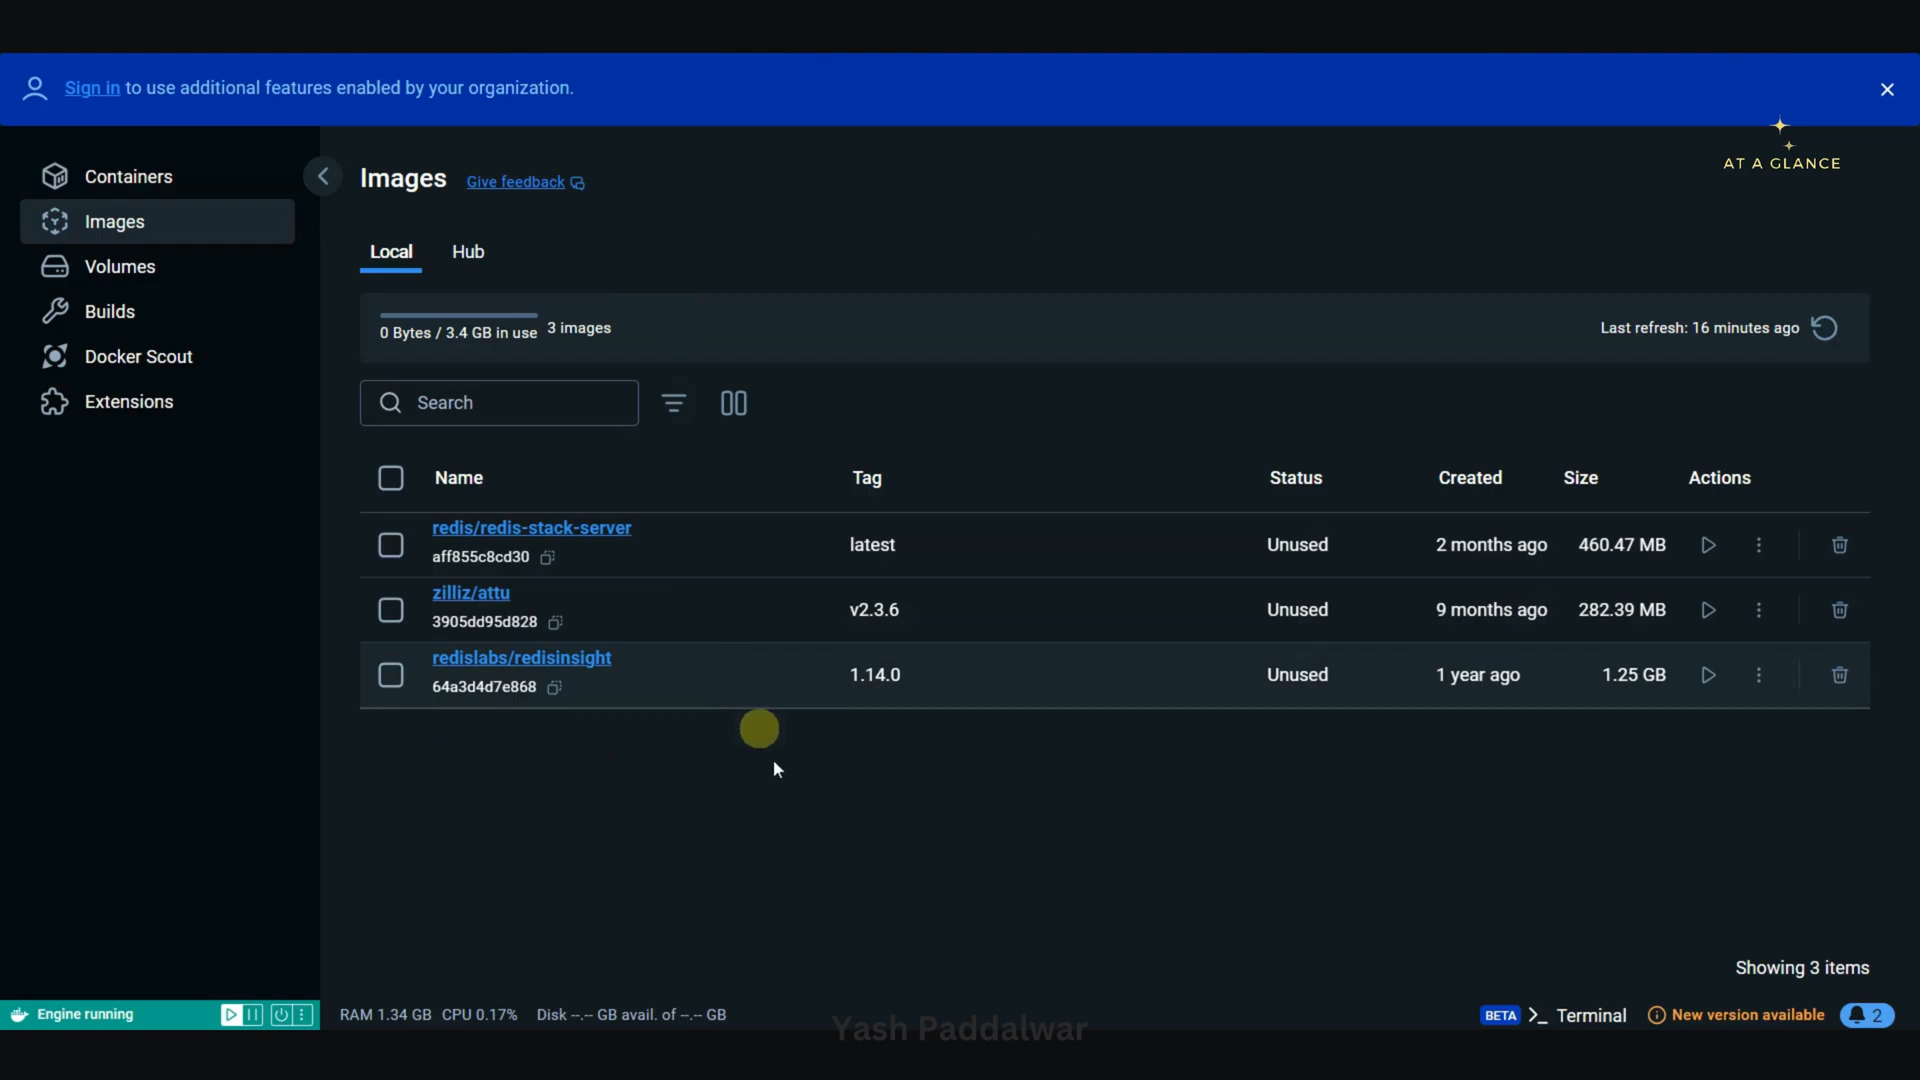 Sign in to use additional features enabled by your organization.
AT A GLANCE
Containers
Images
Volumes
Builds
Docker Scout
Extensions
Images Give feedback
Local Hub
0 Bytes / 3.4 GB in use 3 images
Last refresh: 16 minutes ago
Search
Name Tag Status Created Size Actions
redis/redis-stack-server
aff855c8cd30
latest Unused 2 months ago 460.47 MB
zilliz/attu
3905dd95d828
v2.3.6 Unused 9 months ago 282.39 MB
redislabs/redisinsight
64a3d4d7e868
1.14.0 Unused 1 year ago 1.25 GB
Showing 3 items
Engine running
RAM 1.34 GB CPU 0.17% Disk --.-- GB avail. of --.-- GB
Yash Paddalwar
BETA >_ Terminal New version available 2